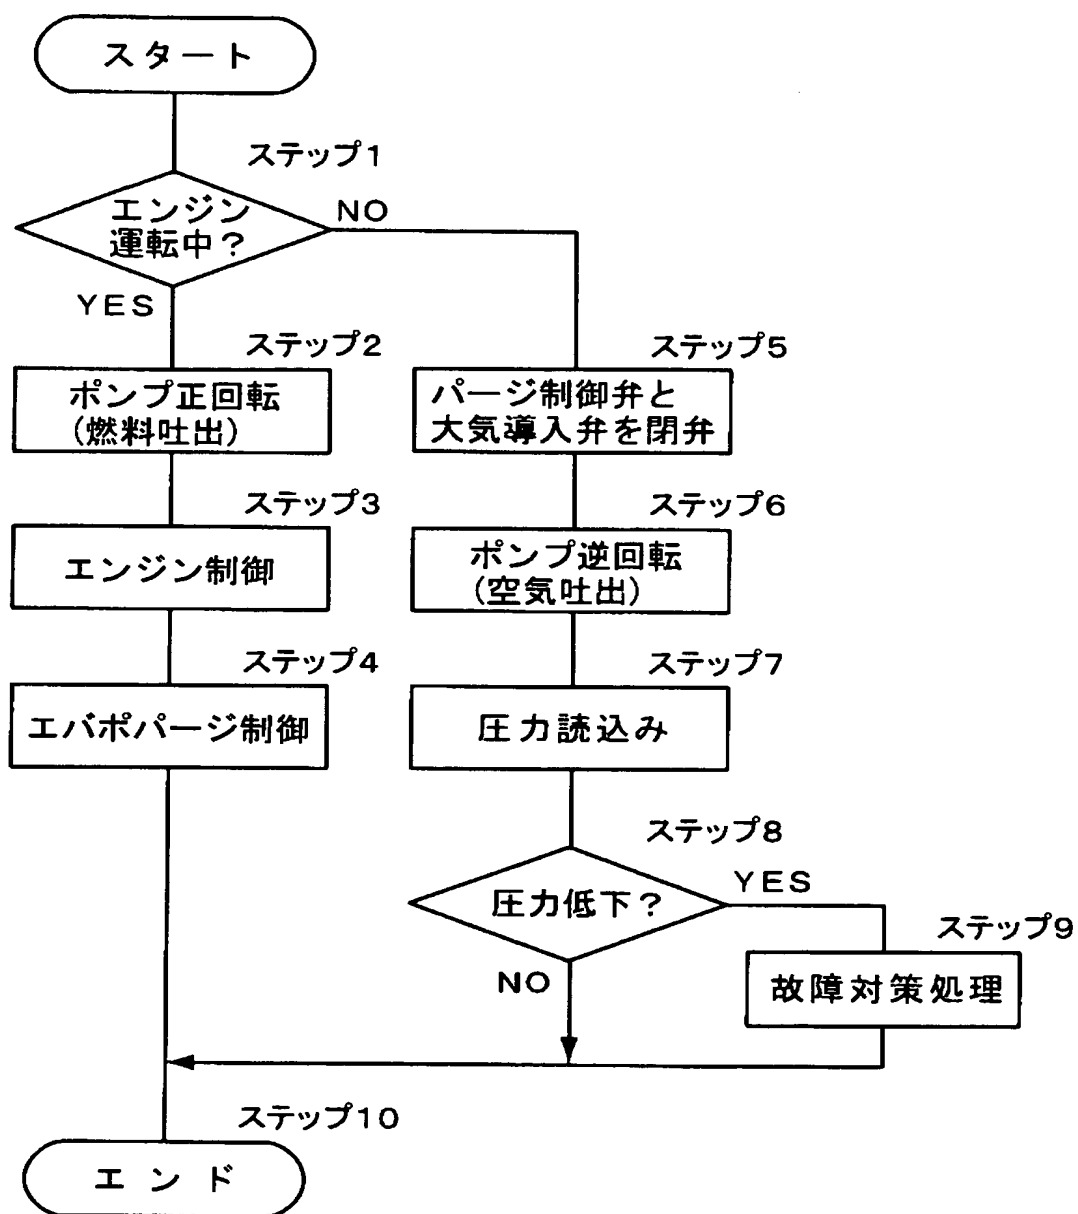 スタート
ステップ1
エンジン
運転中?
NO
YES
ステップ2
ポンプ正回転
(燃料吐出)
ステップ3
エンジン制御
ステップ4
エバポパージ制御
ステップ5
パージ制御弁と
大気導入弁を閉弁
ステップ6
ポンプ逆回転
(空気吐出)
ステップ7
圧力読込み
ステップ8
圧力低下?
YES
NO
ステップ9
故障対策処理
ステップ10
エンド